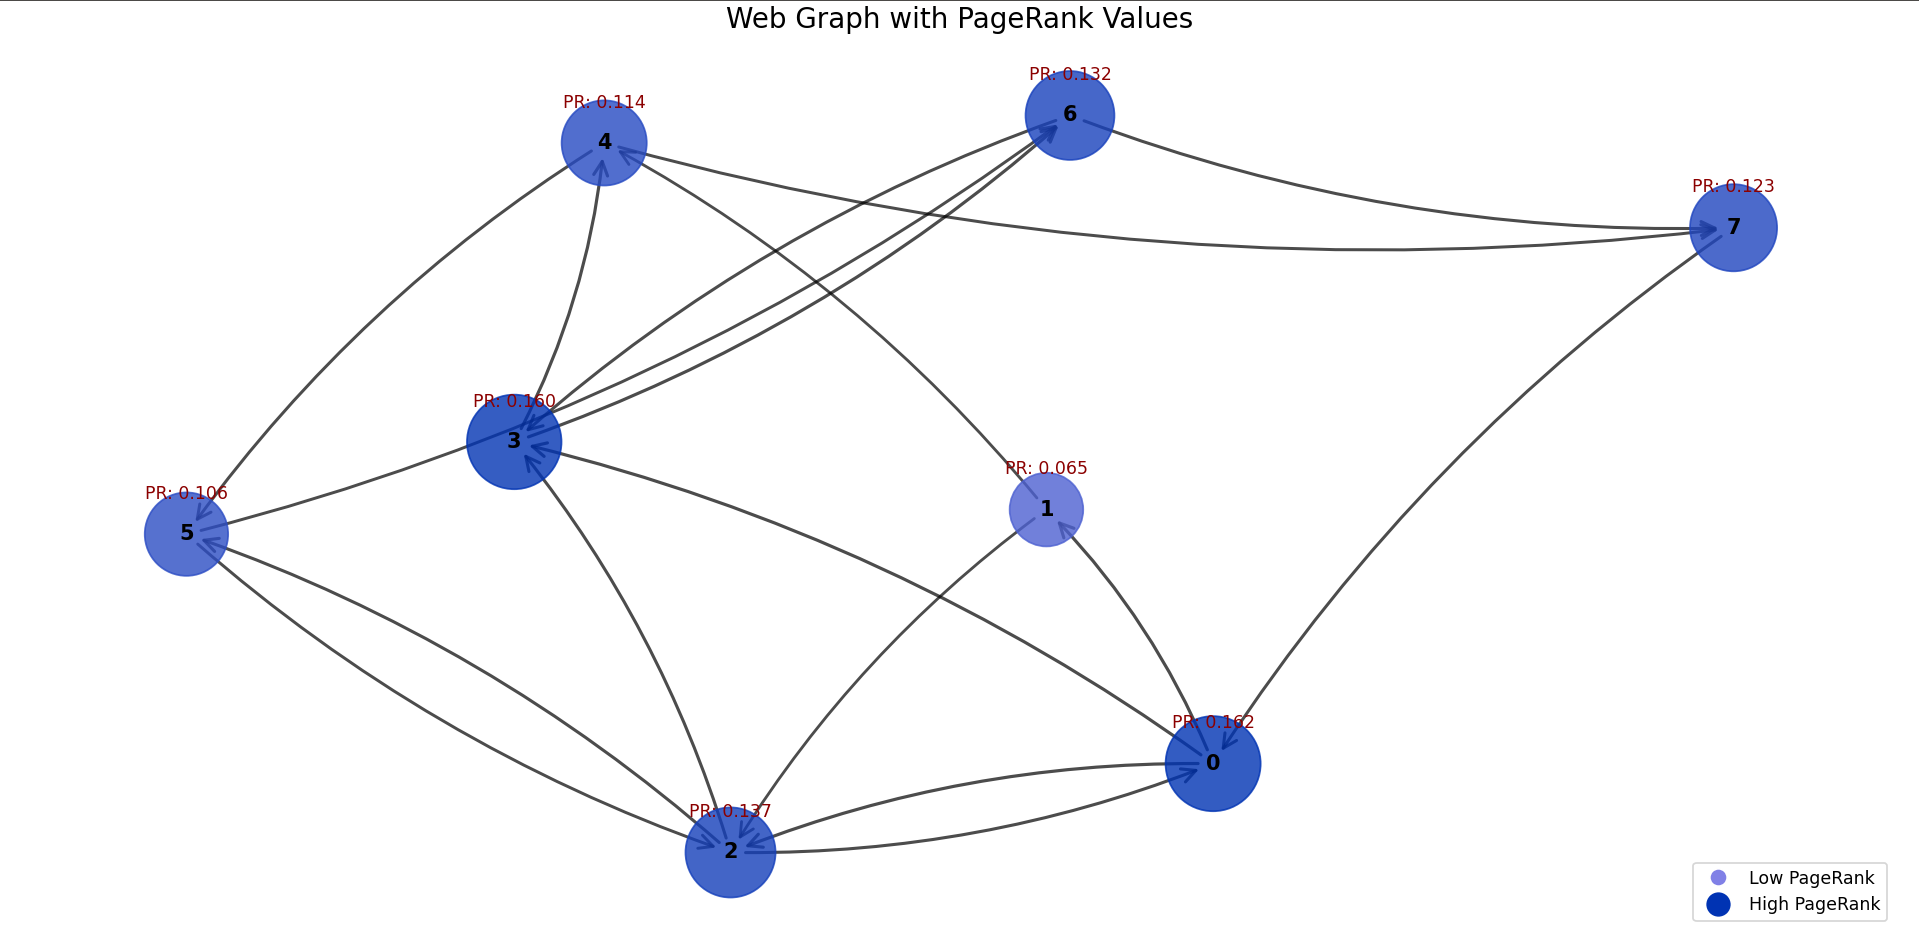 Web Graph with PageRank Values
PR: 0.132
6
PR: 0.114
4
PR: 0.123
7
PR: 0.160
3
PR: 0.065
1
PR: 0.106
5
PR: 0.162
0
PR: 0.137
2
Low PageRank
High PageRank